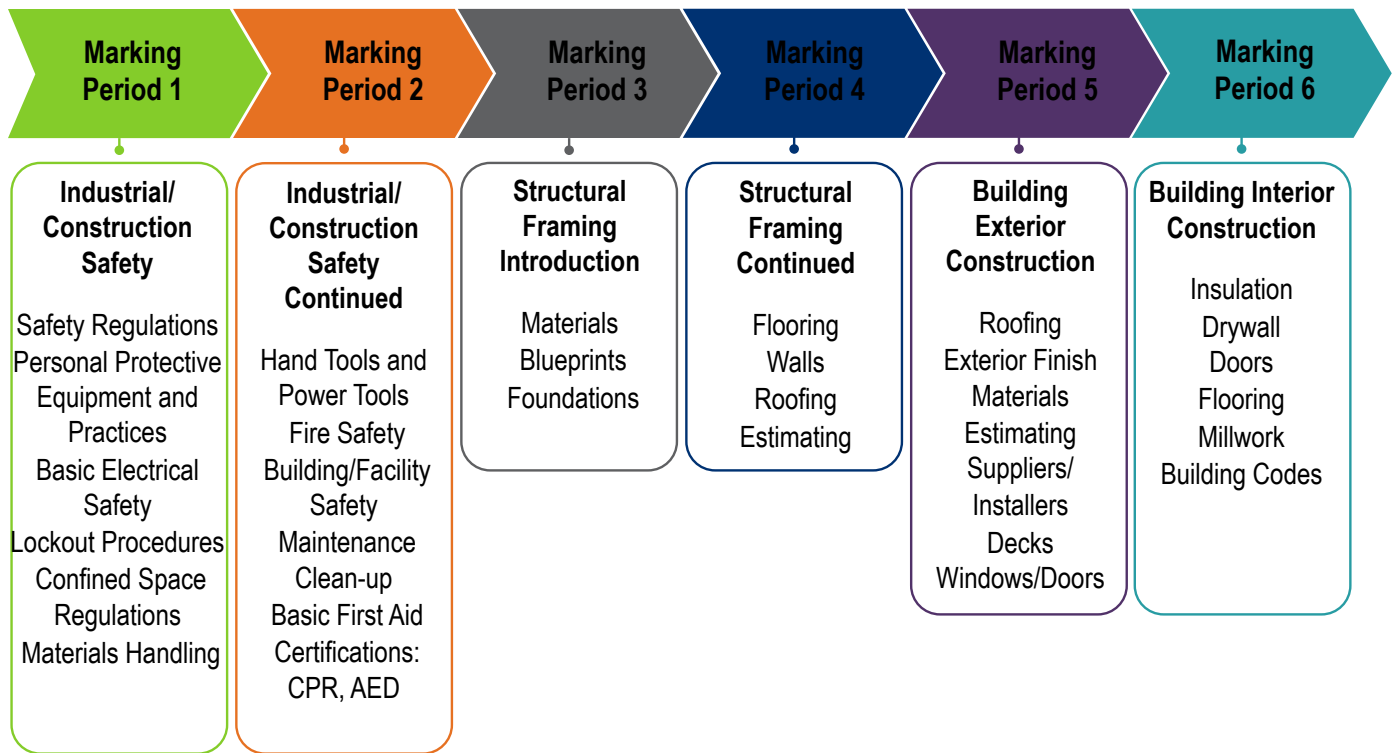 Marking
Period 1
Marking
Period 2
Marking
Period 3
Marking
Period 4
Marking
Period 5
Marking
Period 6
Industrial/
Construction
Safety
Safety Regulations
Personal Protective
Equipment and
Practices
Basic Electrical
Safety
Lockout Procedures
Confined Space
Regulations
Materials Handling
Industrial/
Construction
Safety
Continued
Hand Tools and
Power Tools
Fire Safety
Building/Facility
Safety
Maintenance
Clean-up
Basic First Aid
Certifications:
CPR, AED
Structural
Framing
Introduction
Materials
Blueprints
Foundations
Structural
Framing
Continued
Flooring
Walls
Roofing
Estimating
Building
Exterior
Construction
Roofing
Exterior Finish
Materials
Estimating
Suppliers/
Installers
Decks
Windows/Doors
Building Interior
Construction
Insulation
Drywall
Doors
Flooring
Millwork
Building Codes